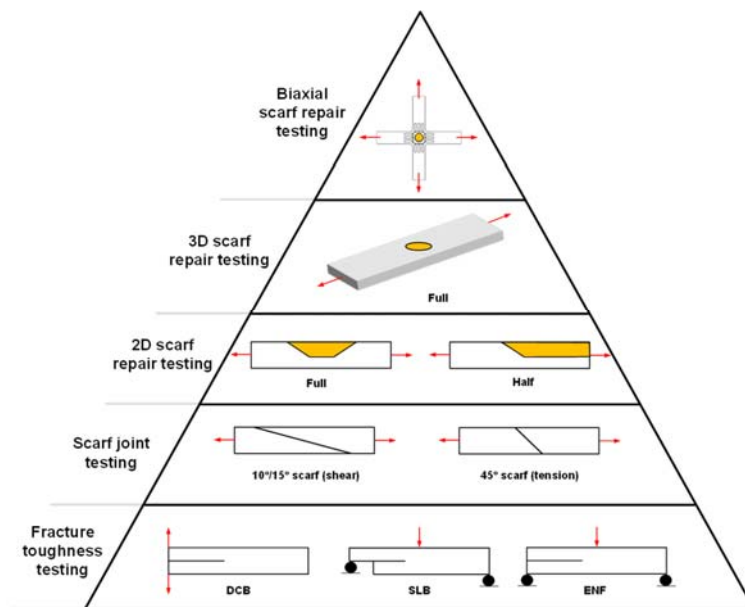 Biaxial
scarf repair
testing
3D scarf
repair testing
Full
2D scarf
repair testing
Full
Half
Scarf joint
testing
10°/15° scarf (shear)
45° scarf (tension)
Fracture
toughness
testing
DCB
SLB
ENF